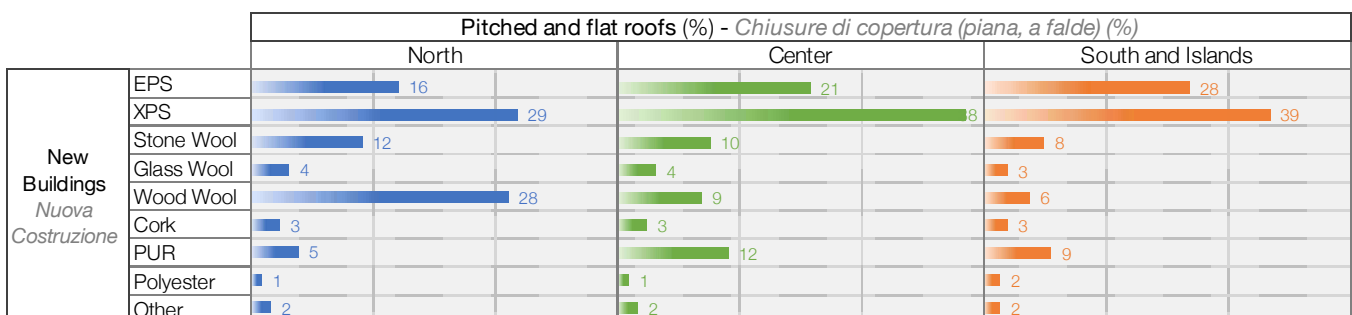 Pitched and flat roofs (%) - Chiusure di copertura (piana, a falde) (%)
North Center South and Islands
New
Buildings
Nuova
Costruzione
EPS 16 21 28
XPS 29 8 39
Stone Wool 12 10 8
Glass Wool 4 4 3
Wood Wool 28 9 6
Cork 3 3 3
PUR 5 12 9
Polyester 1 1 2
Other 2 2 2